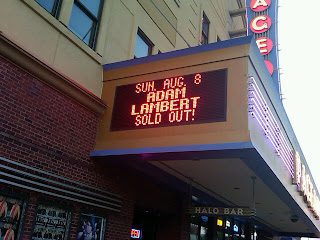 SUN. AUG. 8
ADAM
LAMBERT
SOLD OUT!
HALO BAR